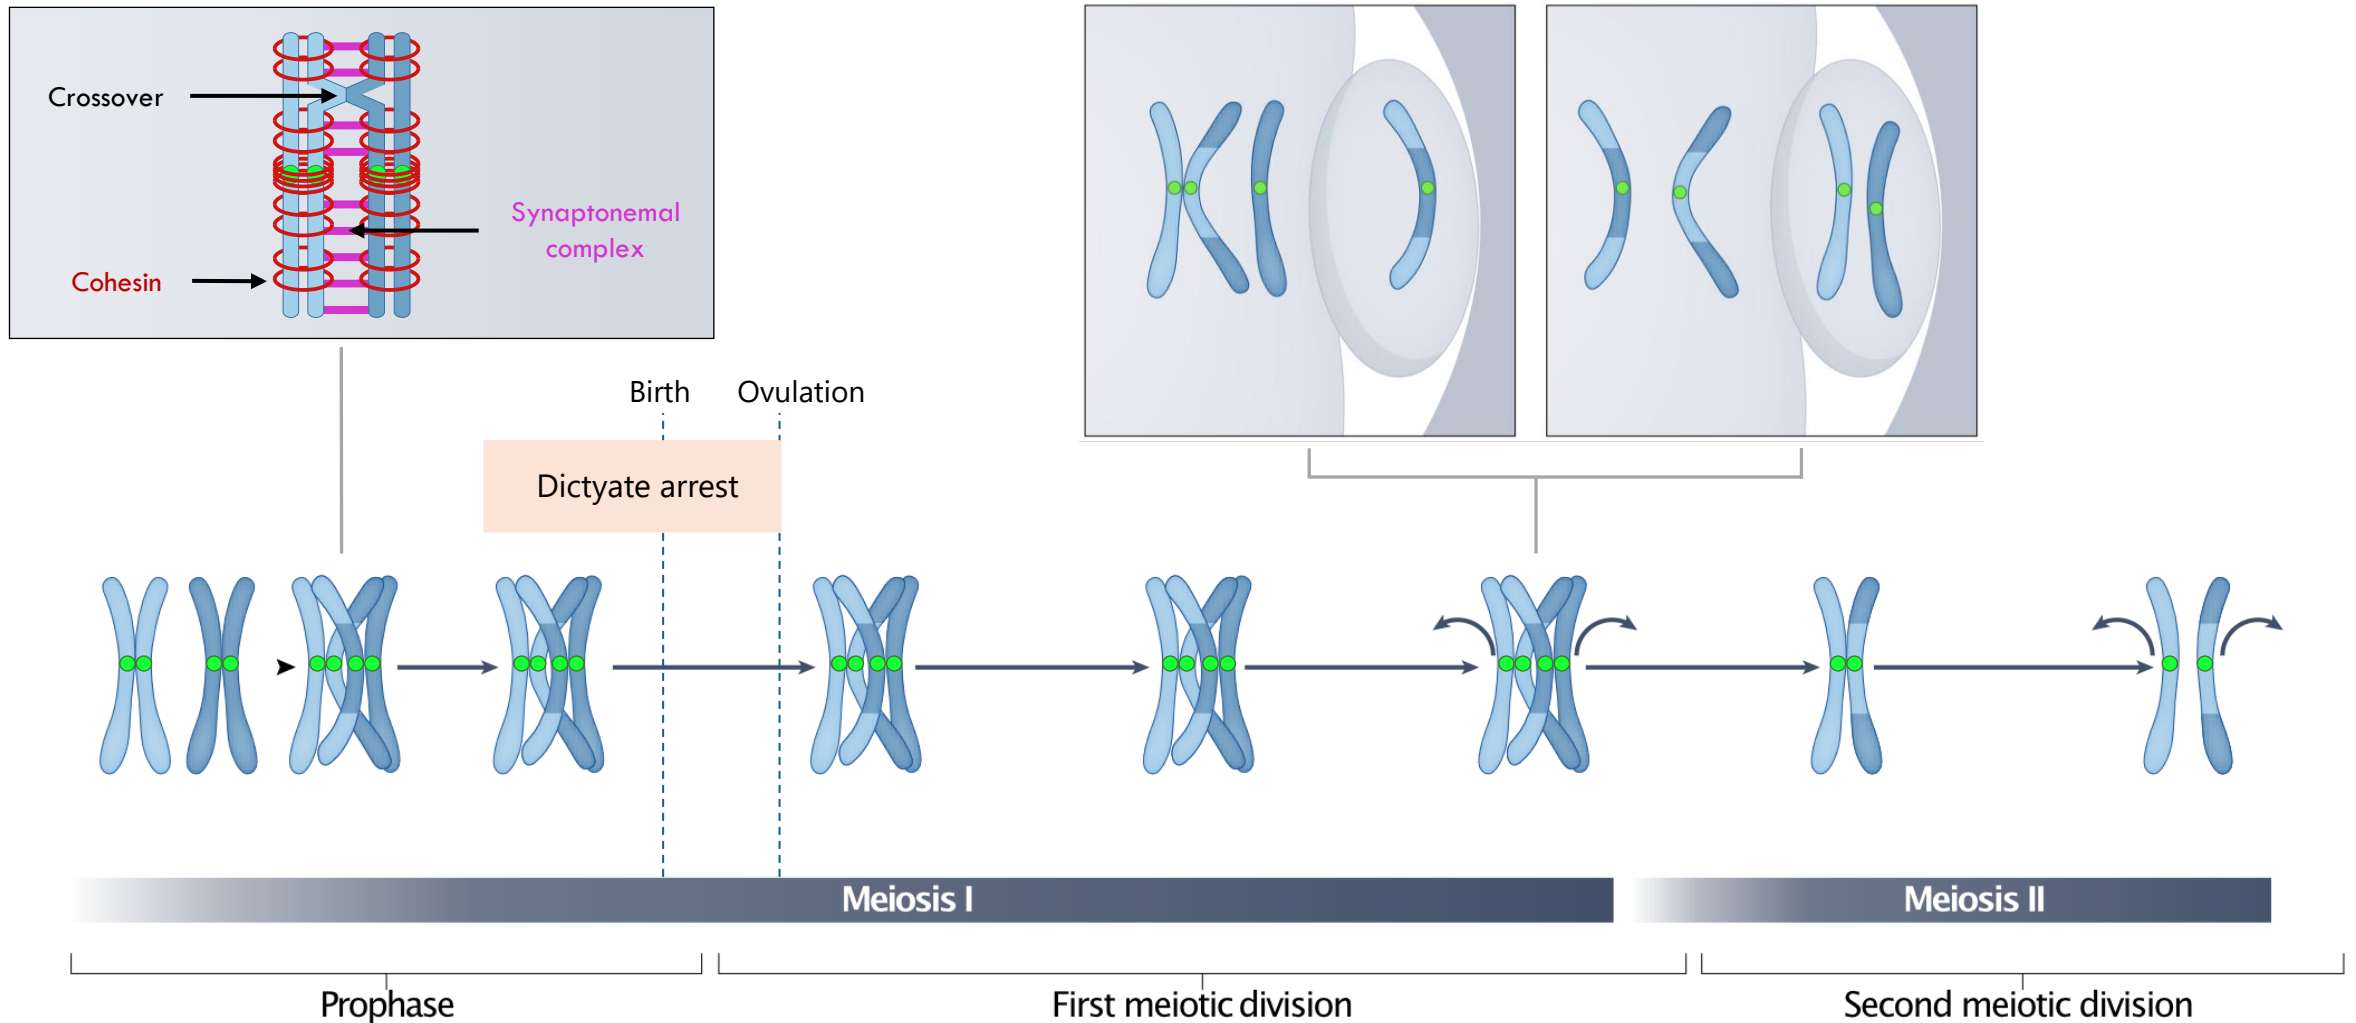 Crossover
Synaptonemal
complex
Cohesin
Birth
Ovulation
Dictyate arrest
Meiosis I
Meiosis II
Prophase
First meiotic division
Second meiotic division